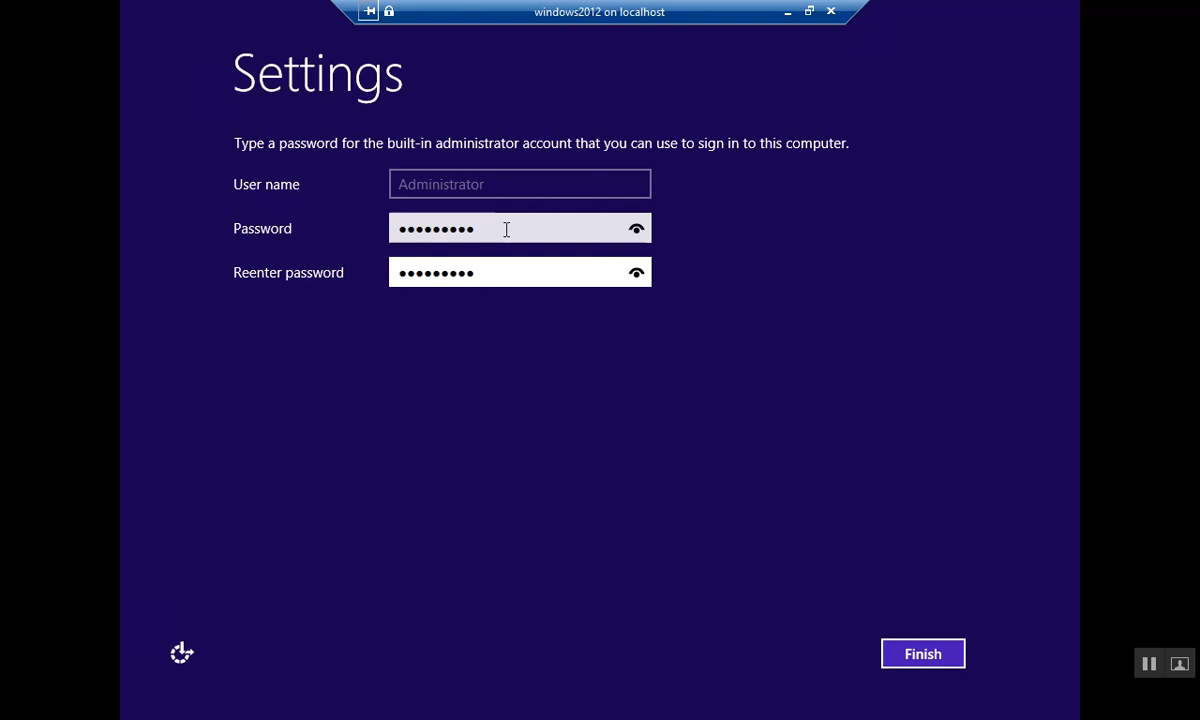 windows2012 on localhost
Settings
Type a password for the built-in administrator account that you can use to sign in to this computer.
User name
Administrator
Password
•••••••••
Reenter password
•••••••••
Finish